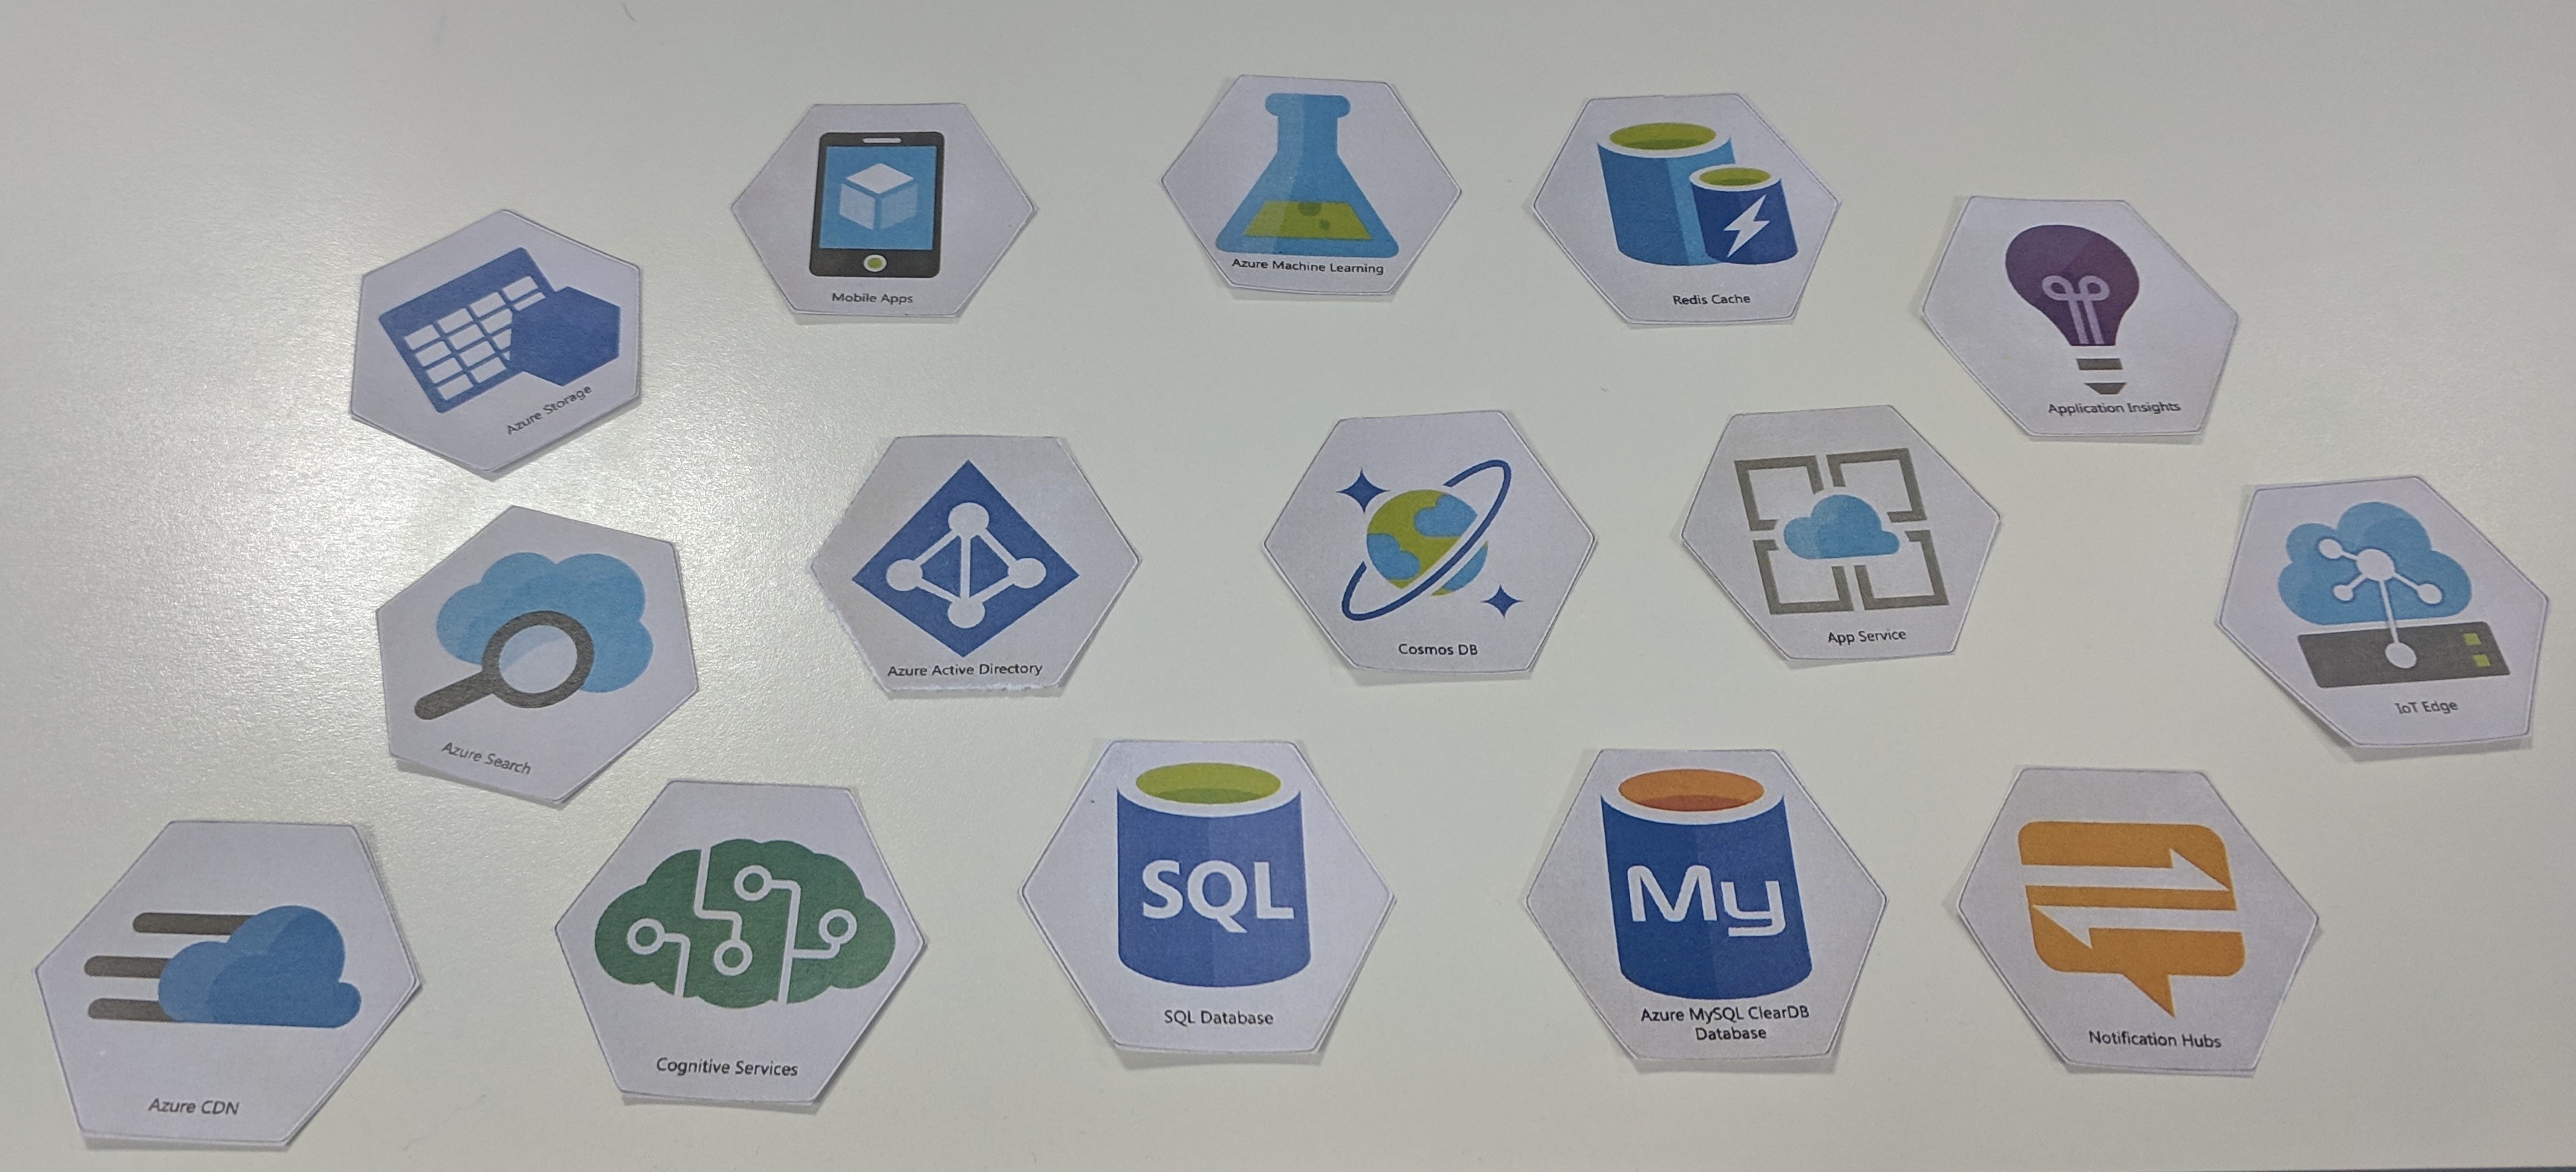 Mobile Apps
Azure Machine Learning
Redis Cache
Azure Storage
Application Insights
Azure Search
Azure Active Directory
Cosmos DB
App Service
IoT Edge
Azure CDN
Cognitive Services
SQL
SQL Database
My
Azure MySQL ClearDB
Database
Notification Hubs